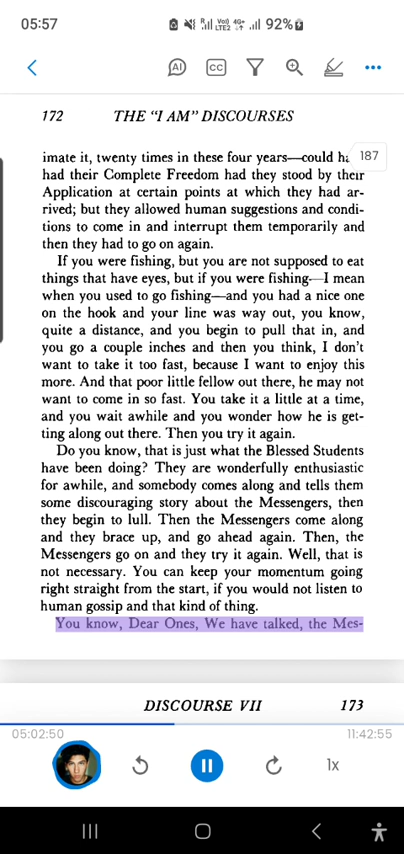 05:57
92%
AI
CC
172 THE “I AM” DISCOURSES
187
imate it, twenty times in these four years—could
had their Complete Freedom had they stood by their
Application at certain points at which they had ar-
rived; but they allowed human suggestions and condi-
tions to come in and interrupt them temporarily and
then they had to go on again.
If you were fishing, but you are not supposed to eat
things that have eyes, but if you were fishing—I mean
when you used to go fishing—and you had a nice one
on the hook and your line was way out, you know,
quite a distance, and you begin to pull that in, and
you go a couple inches and then you think, I don’t
want to take it too fast, because I want to enjoy this
more. And that poor little fellow out there, he may not
want to come in so fast. You take it a little at a time,
and you wait awhile and you wonder how he is get-
ting along out there. Then you try it again.
Do you know, that is just what the Blessed Students
have been doing? They are wonderfully enthusiastic
for awhile, and somebody comes along and tells them
some discouraging story about the Messengers, then
they begin to lull. Then the Messengers come along
and they brace up, and go ahead again. Then, the
Messengers go on and they try it again. Well, that is
not necessary. You can keep your momentum going
right straight from the start, if you would not listen to
human gossip and that kind of thing.
You know, Dear Ones, We have talked, the Mes-
DISCOURSE VII 173
05:02:50 11:42:55
1x